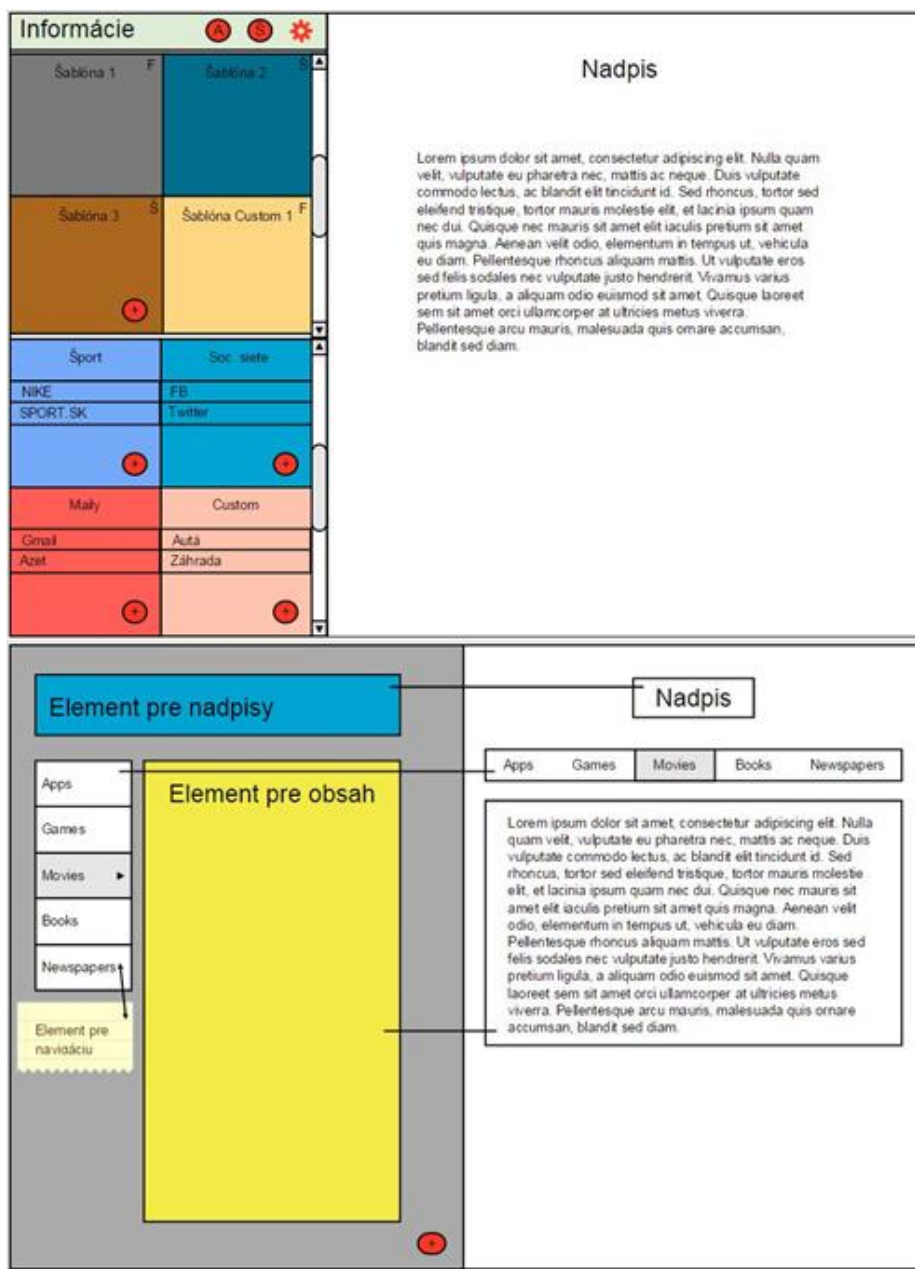 Informácie
A
S
Šablóna 1
F
Šablóna 2
S
Šablóna 3
Š
Šablóna Custom 1
F
+
Šport
NIKE
SPORT.SK
+
Soc. siete
FB
Twitter
+
Maily
Gmail
Azet
+
Custom
Autá
Záhrada
+
Nadpis
Lorem ipsum dolor sit amet, consectetur adipiscing elit. Nulla quam
velit, vulputate eu pharetra nec, mattis ac neque. Duis vulputate
commodo lectus, ac blandit elit tincidunt id. Sed rhoncus, tortor sed
eleifend tristique, tortor mauris molestie elit, et lacinia ipsum quam
nec dui. Quisque nec mauris sit amet elit iaculis pretium sit amet
quis magna. Aenean velit odio, elementum in tempus ut, vehicula
eu diam. Pellentesque rhoncus aliquam mattis. Ut vulputate eros
sed felis sodales nec vulputate justo hendrerit. Vivamus varius
pretium ligula, a aliquam odio euismod sit amet. Quisque laoreet
sem sit amet orci ullamcorper at ultricies metus viverra.
Pellentesque arcu mauris, malesuada quis ornare accumsan,
blandit sed diam.
Element pre nadpisy
Apps
Games
Movies
Books
Newspapers
Element pre
navigáciu
Element pre obsah
+
Nadpis
Apps Games Movies Books Newspapers
Lorem ipsum dolor sit amet, consectetur adipiscing elit. Nulla
quam velit, vulputate eu pharetra nec, mattis ac neque. Duis
vulputate commodo lectus, ac blandit elit tincidunt id. Sed
rhoncus, tortor sed eleifend tristique, tortor mauris molestie
elit, et lacinia ipsum quam nec dui. Quisque nec mauris sit
amet elit iaculis pretium sit amet quis magna. Aenean velit
odio, elementum in tempus ut, vehicula eu diam.
Pellentesque rhoncus aliquam mattis. Ut vulputate eros sed
felis sodales nec vulputate justo hendrerit. Vivamus varius
pretium ligula, a aliquam odio euismod sit amet. Quisque
laoreet sem sit amet orci ullamcorper at ultricies metus
viverra. Pellentesque arcu mauris, malesuada quis ornare
accumsan, blandit sed diam.